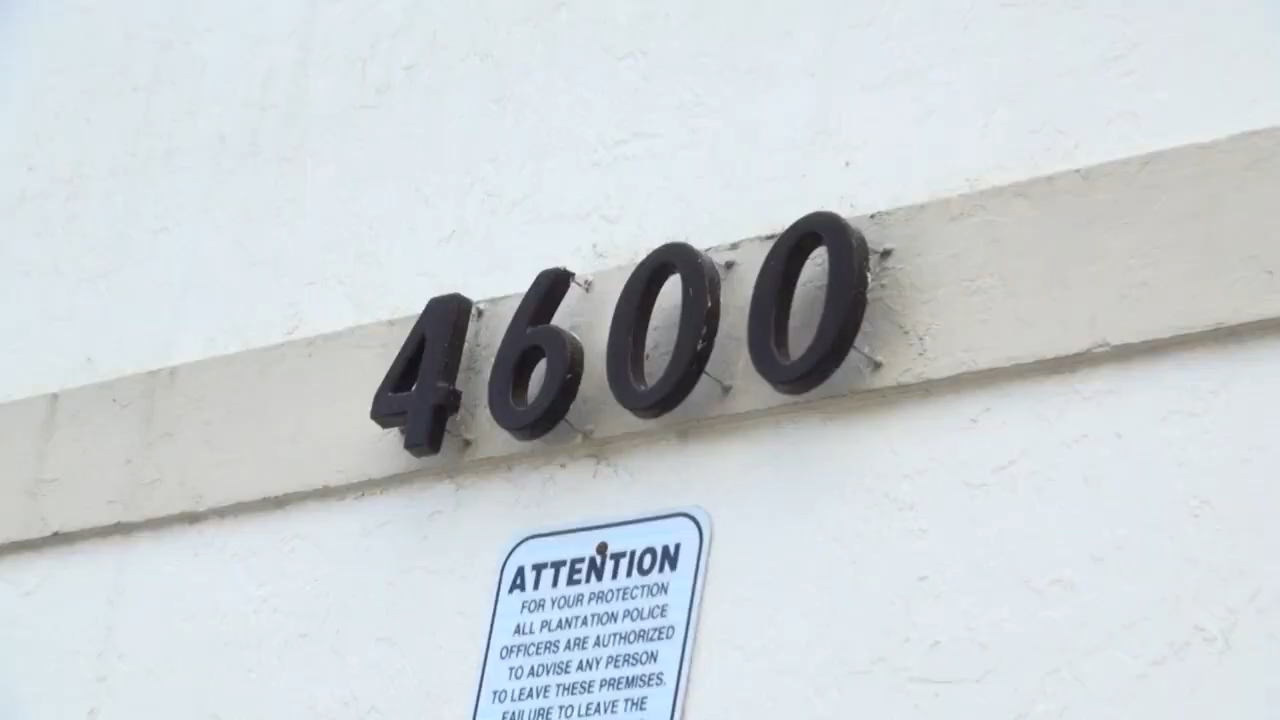 4600
ATTENTION
FOR YOUR PROTECTION
ALL PLANTATION POLICE
OFFICERS ARE AUTHORIZED
TO ADVISE ANY PERSON
TO LEAVE THESE PREMISES.
FAILURE TO LEAVE THE